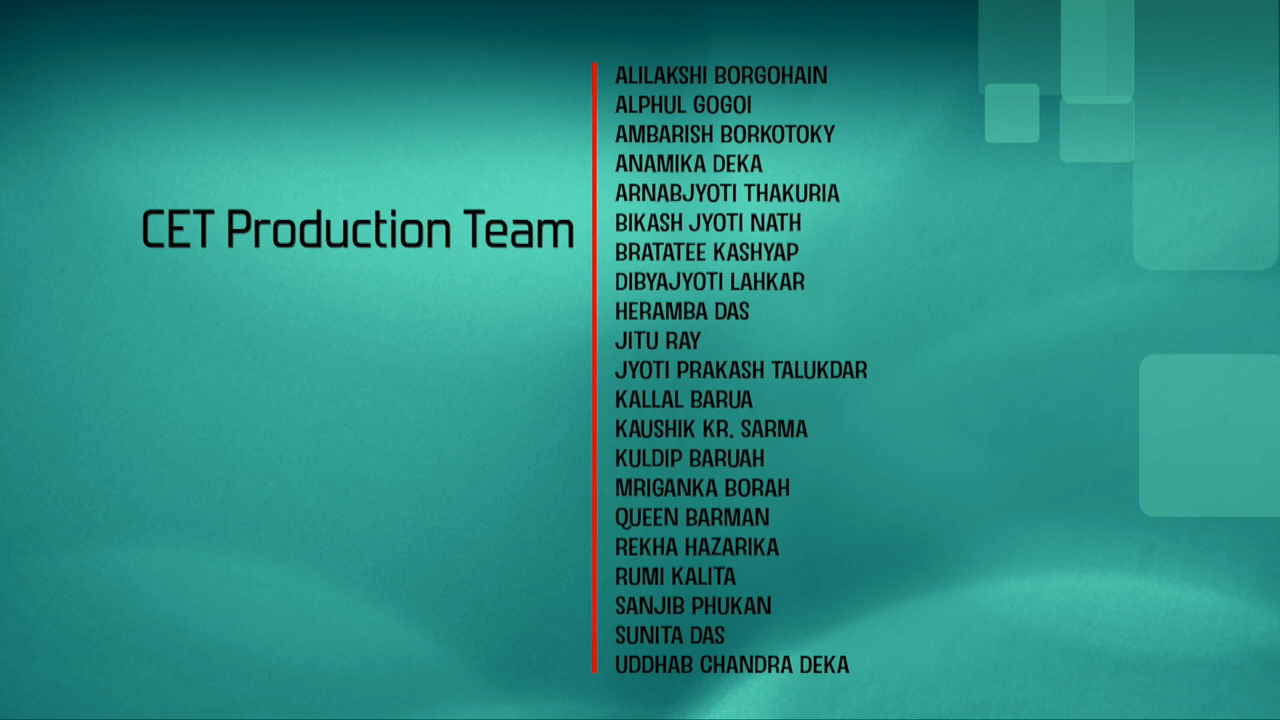 CET Production Team
ALILAKSHI BORGOHAIN
ALPHUL GOGOI
AMBARISH BORKOTOKY
ANAMIKA DEKA
ARNABJYOTI THAKURIA
BIKASH JYOTI NATH
BRATATEE KASHYAP
DIBYAJYOTI LAHKAR
HERAMBA DAS
JITU RAY
JYOTI PRAKASH TALUKDAR
KALLAL BARUA
KAUSHIK KR. SARMA
KULDIP BARUAH
MRIGANKA BORAH
QUEEN BARMAN
REKHA HAZARIKA
RUMI KALITA
SANJIB PHUKAN
SUNITA DAS
UDDHAB CHANDRA DEKA